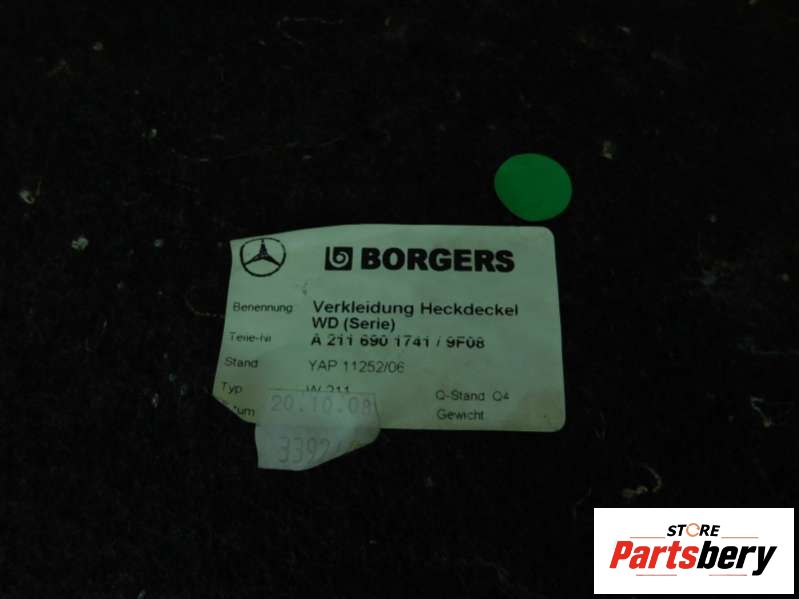 BORGERS
Benennung Verkleidung Heckdeckel
WD (Serie)
Teile-Nr A 211 690 1741 / 9F08
Stand YAP 11252/06
Typ W 211
Q-Stand Q4
20.10.08
Gewicht
STORE
Partsbery